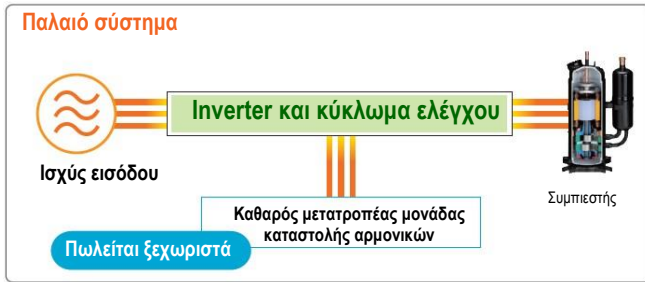 Παλαιό σύστημα
Inverter και κύκλωμα ελέγχου
Ισχύς εισόδου
Συμπιεστής
Καθαρός μετατροπέας μονάδας
καταστολής αρμονικών
Πωλείται ξεχωριστά